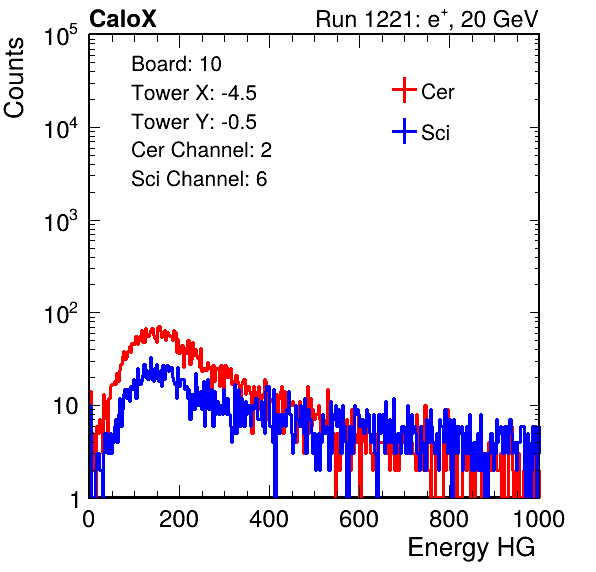 CaloX Run 1221: e⁺, 20 GeV
Counts
10⁵
10⁴
10³
10²
10
1
Board: 10
Tower X: -4.5
Tower Y: -0.5
Cer Channel: 2
Sci Channel: 6
Cer
Sci
0 200 400 600 800 1000
Energy HG